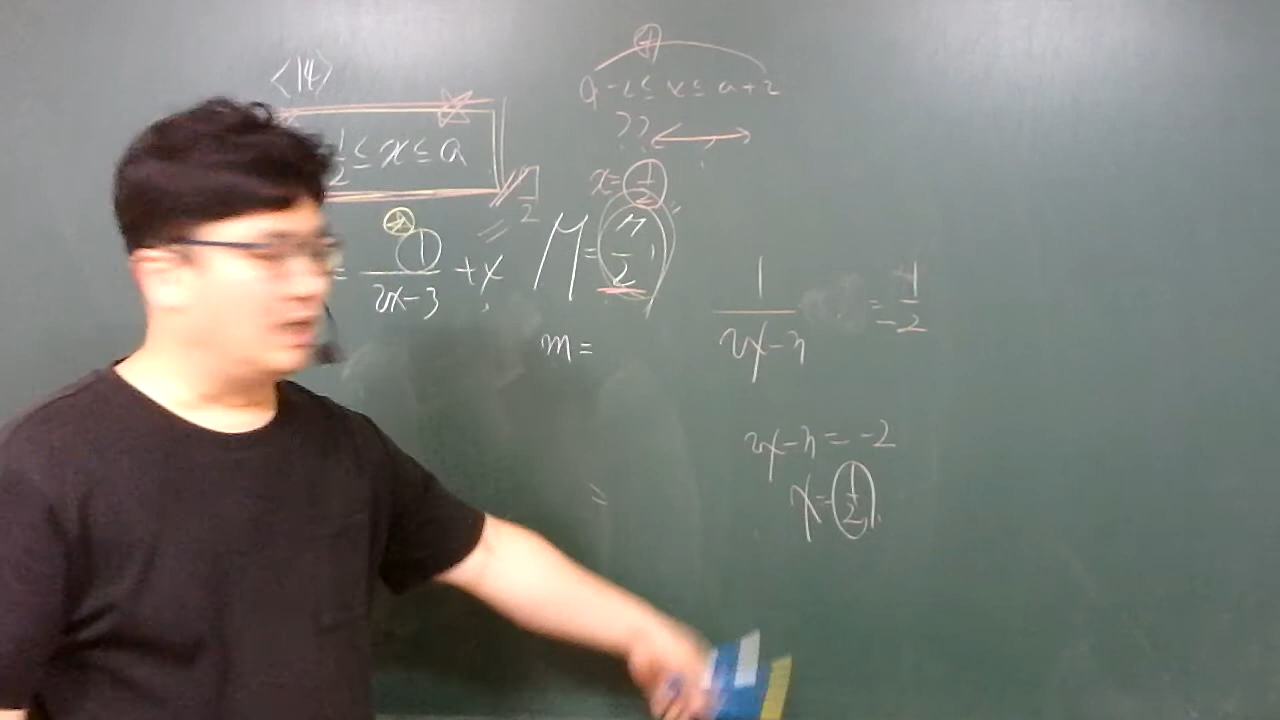 <14>
1/2 ≤ x ≤ a
= 1/(2x-3) + x
1/2
M =
m =
④
a-2 ≤ x ≤ a+2
??
?
x = 1/2
1/(2x-3) = 1/-2
2x-3 = -2
x = 1/2